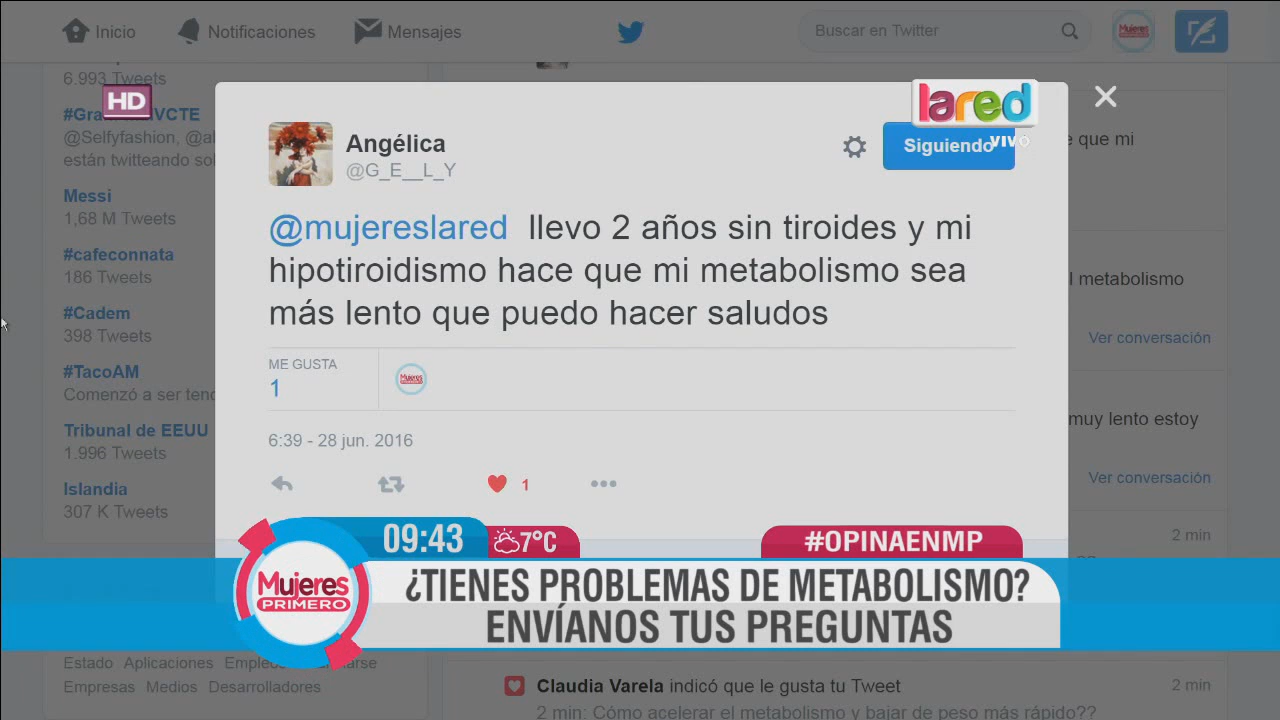 Inicio
Notificaciones
Mensajes
Buscar en Twitter
Mujeres
6.993 Tweets
HD
@Selfyfashion,
están twitteando
Messi
1,68 M Tweets
#cafeconnata
186 Tweets
#Cadem
398 Tweets
#TacoAM
Comenzó a ser
Tribunal de EEUU
1.996 Tweets
Islandia
307 K Tweets
lared
VIVO
Angélica
@G_E__L_Y
Siguiendo
@mujereslared llevo 2 años sin tiroides y mi
hipotiroidismo hace que mi metabolismo sea
más lento que puedo hacer saludos
ME GUSTA
1
Mujeres
6:39 - 28 jun. 2016
1
que mi
metabolismo
Ver conversación
muy lento estoy
Ver conversación
2 min
09:43
7°C
#OPINAENMP
Mujeres
PRIMERO
¿TIENES PROBLEMAS DE METABOLISMO?
ENVÍANOS TUS PREGUNTAS
Estado Aplicaciones
Empresas Medios Desarrolladores
Claudia Varela indicó que le gusta tu Tweet
2 min
2 min: Cómo acelerar el metabolismo y bajar de peso más rápido??